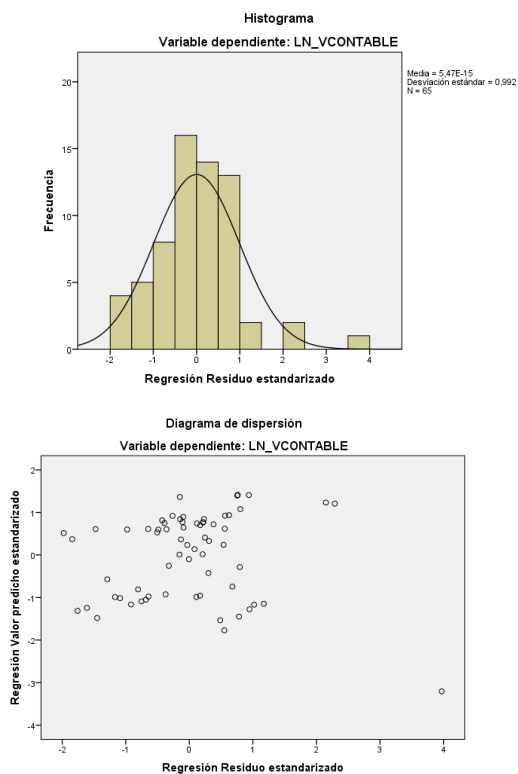 Histograma
Variable dependiente: LN_VCONTABLE
Media = 5,47E-15
Desviación estándar = 0,992
N = 65
Frecuencia
20
15
10
5
0
-2 -1 0 1 2 3 4
Regresión Residuo estandarizado
Diagrama de dispersión
Variable dependiente: LN_VCONTABLE
Regresión Valor predicho estandarizado
2
1
0
-1
-2
-3
-4
-2 -1 0 1 2 3 4
Regresión Residuo estandarizado